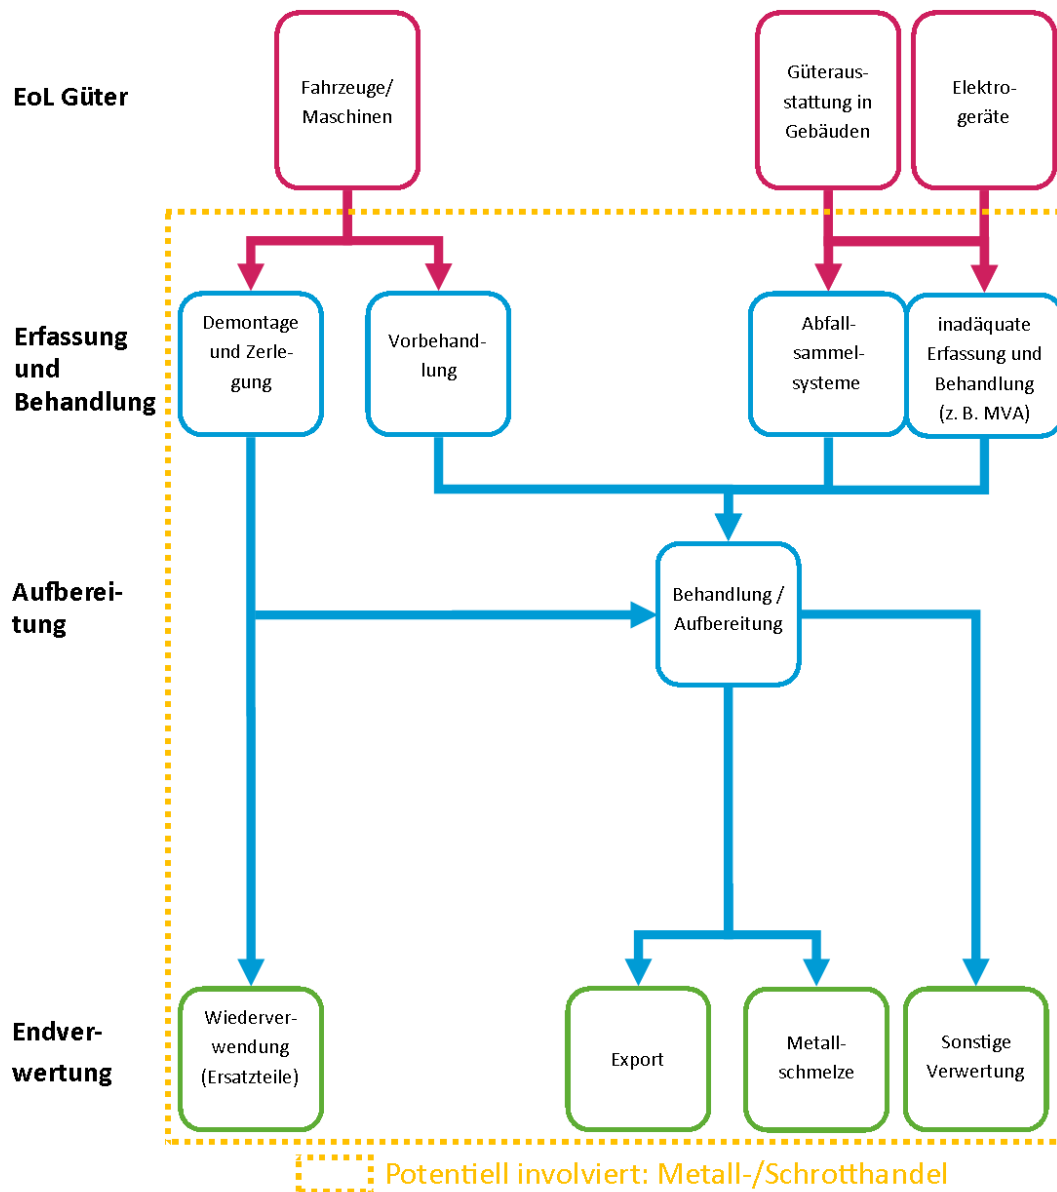 EoL Güter
Fahrzeuge/
Maschinen
Güteraus-
stattung in
Gebäuden
Elektro-
geräte
Erfassung
und
Behandlung
Demontage
und Zerle-
gung
Vorbehand-
lung
Abfall-
sammel-
systeme
inadäquate
Erfassung und
Behandlung
(z. B. MVA)
Aufberei-
tung
Behandlung /
Aufbereitung
Endver-
wertung
Wiederver-
wendung
(Ersatzteile)
Export
Metall-
schmelze
Sonstige
Verwertung
Potentiell involviert: Metall-/Schrotthandel